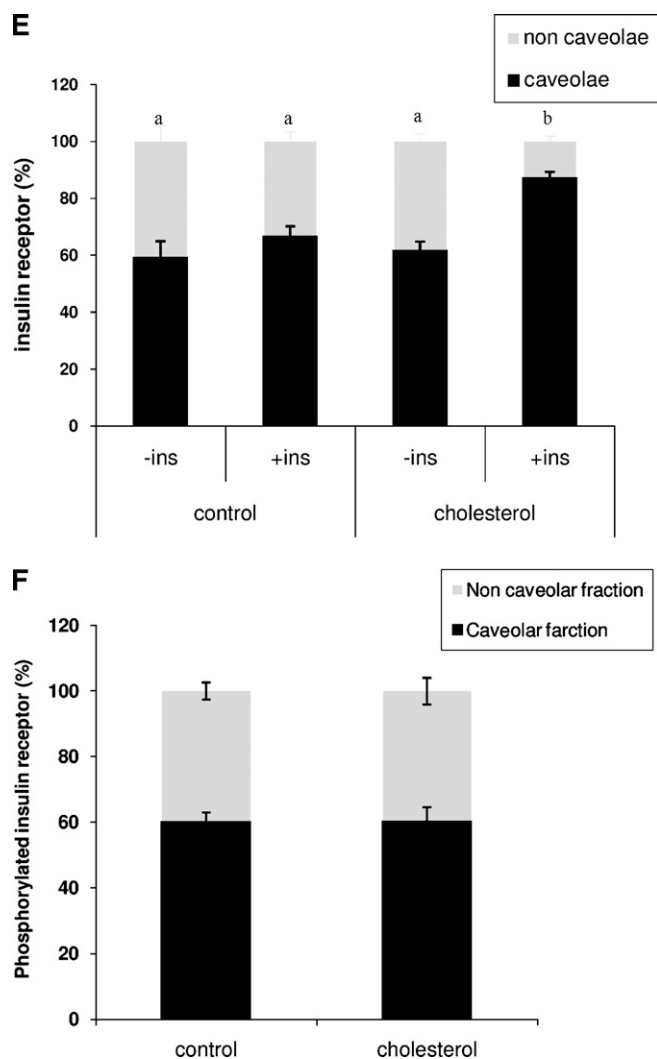 E
non caveolae
caveolae
120
100
80
60
40
20
0
insulin receptor (%)
a a a b
-ins +ins -ins +ins
control cholesterol
F
Non caveolar fraction
Caveolar farction
120
100
80
60
40
20
0
Phosphorylated insulin receptor (%)
control cholesterol